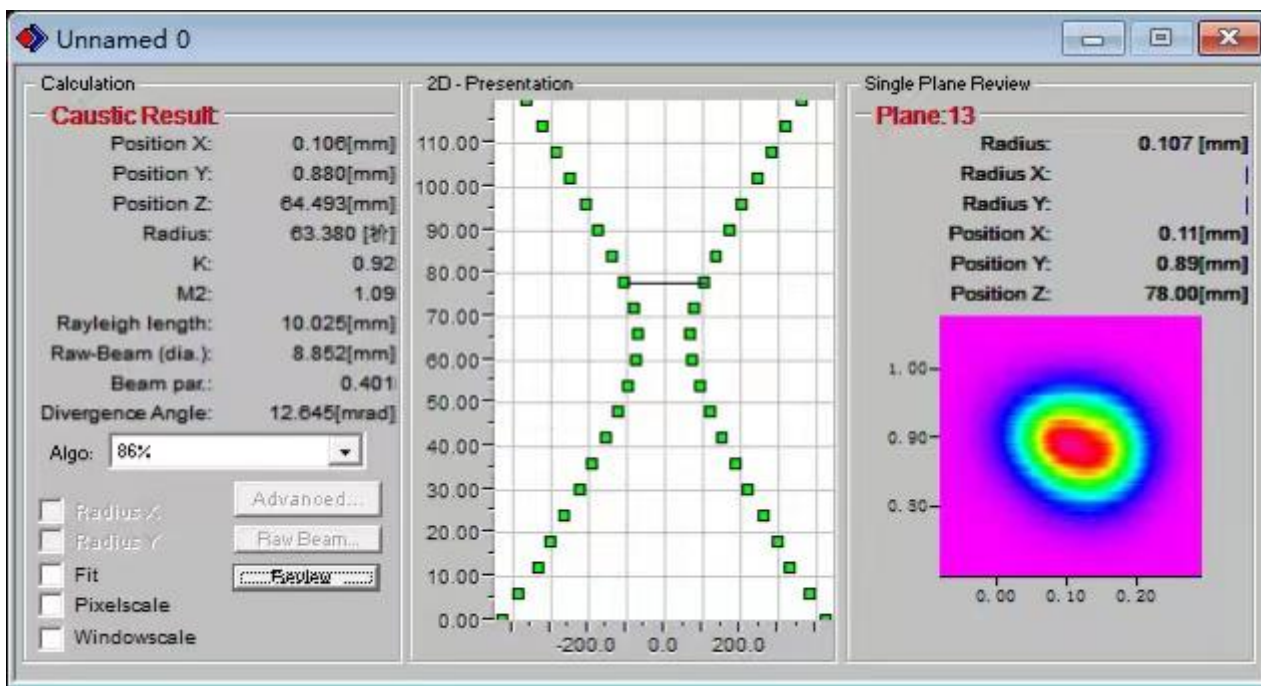 Unnamed 0
Calculation
Caustic Result:
Position X: 0.106[mm]
Position Y: 0.880[mm]
Position Z: 64.493[mm]
Radius: 63.380 [祄]
K: 0.92
M2: 1.09
Rayleigh length: 10.025[mm]
Raw-Beam (dia.): 8.852[mm]
Beam par.: 0.401
Divergence Angle: 12.645[mrad]
Algo: 86%
Radius X
Advanced...
Radius Y
Raw Beam...
Fit
Review
Pixelscale
Windowscale
2D - Presentation
110.00
100.00
90.00
80.00
70.00
60.00
50.00
40.00
30.00
20.00
10.00
0.00
-200.0 0.0 200.0
Single Plane Review
Plane:13
Radius: 0.107 [mm]
Radius X:
Radius Y:
Position X: 0.11[mm]
Position Y: 0.89[mm]
Position Z: 78.00[mm]
1.00
0.90
0.80
0.00 0.10 0.20